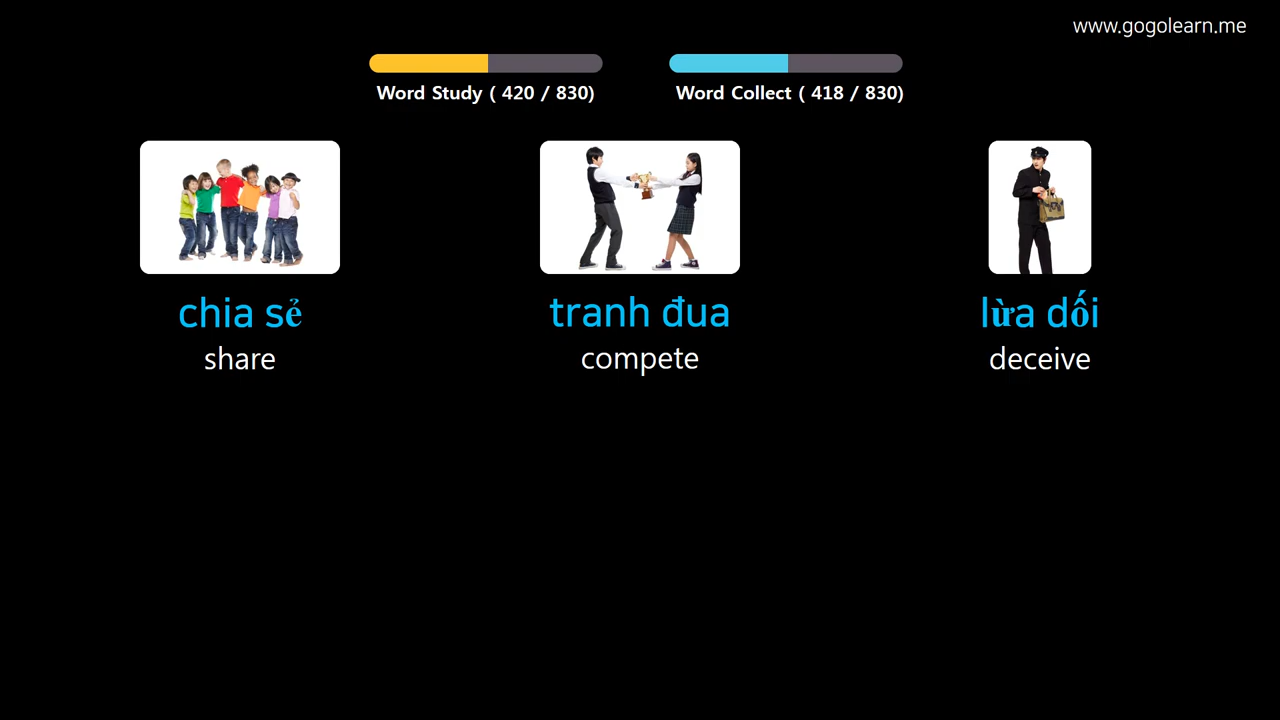 www.gogolearn.me
Word Study ( 420 / 830)
Word Collect ( 418 / 830)
chia sẻ
share
tranh đua
compete
lừa dối
deceive